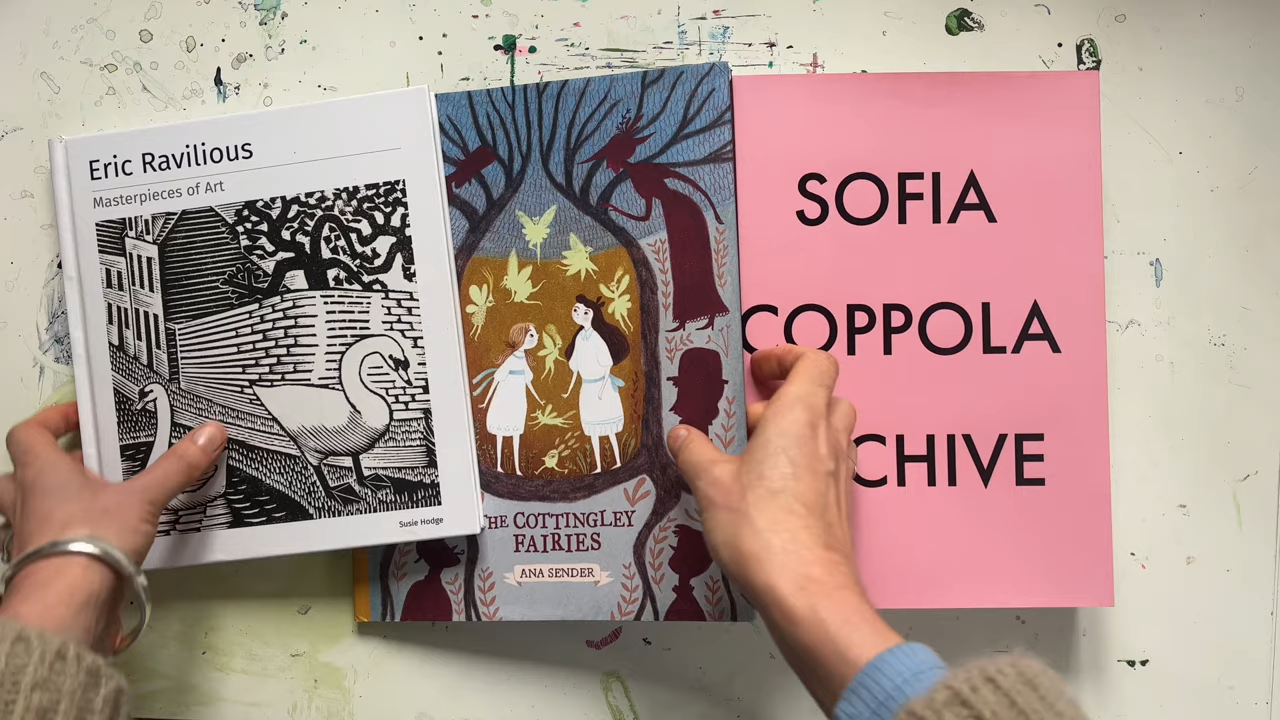 Eric Ravilious
Masterpieces of Art
Susie Hodge
THE COTTINGLEY
FAIRIES
ANA SENDER
SOFIA
COPPOLA
CHIVE